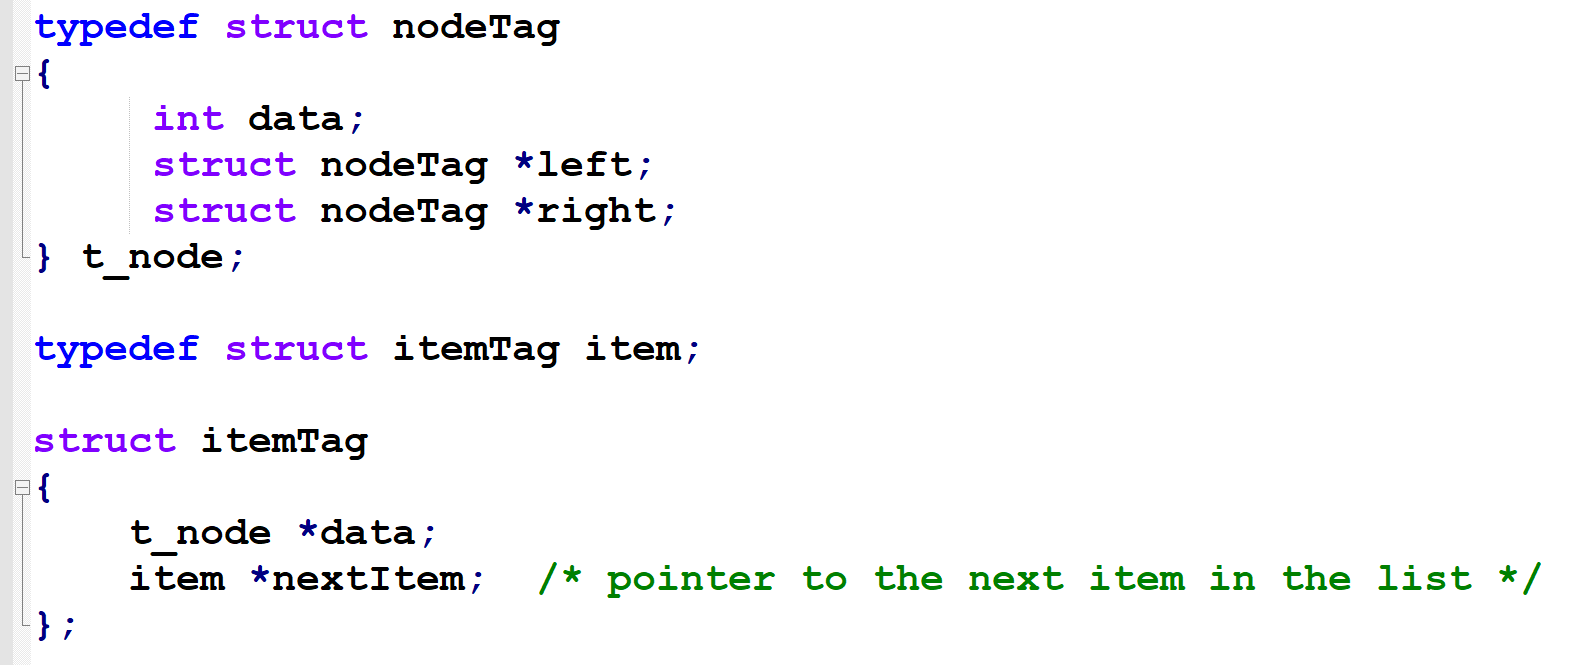 typedef struct nodeTag
{
int data;
struct nodeTag *left;
struct nodeTag *right;
} t_node;
typedef struct itemTag item;
struct itemTag
{
t_node *data;
item *nextItem; /* pointer to the next item in the list */
};